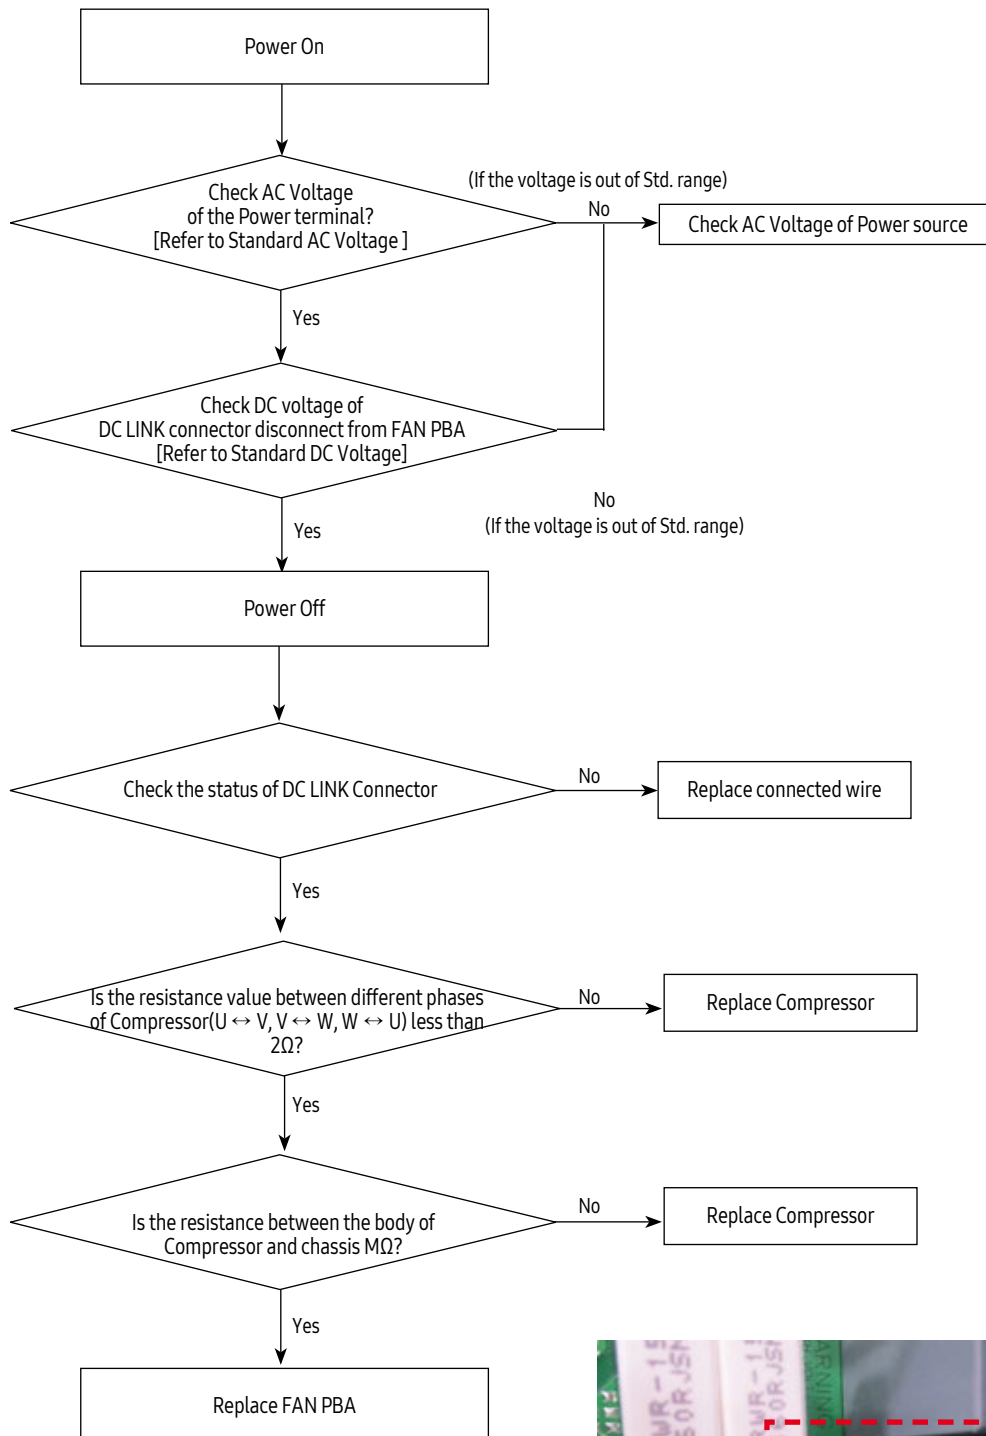 Power On
Check AC Voltage
of the Power terminal?
[Refer to Standard AC Voltage ]
(If the voltage is out of Std. range)
No
Check AC Voltage of Power source
Yes
Check DC voltage of
DC LINK connector disconnect from FAN PBA
[Refer to Standard DC Voltage]
No
(If the voltage is out of Std. range)
Yes
Power Off
Check the status of DC LINK Connector
No
Replace connected wire
Yes
Is the resistance value between different phases
of Compressor(U ↔ V, V ↔ W, W ↔ U) less than
2Ω?
No
Replace Compressor
Yes
Is the resistance between the body of
Compressor and chassis MΩ?
No
Replace Compressor
Yes
Replace FAN PBA